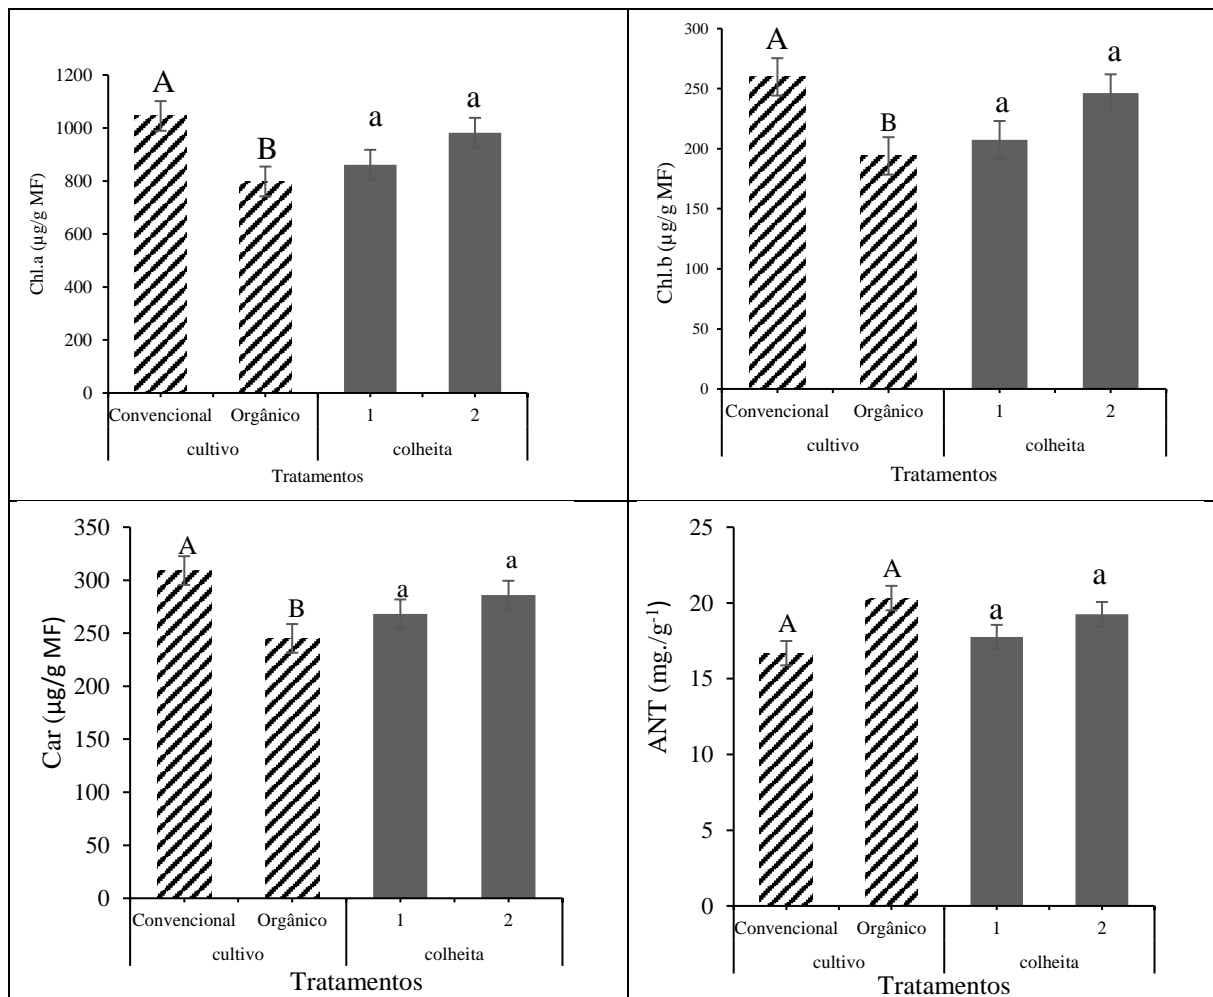 Chl.a (µg/g MF)
1200
1000
800
600
400
200
0
A
B
a
a
Convencional Orgânico 1 2
cultivo colheita
Tratamentos
Chl.b (µg/g MF)
300
250
200
150
100
50
0
A
B
a
a
Convencional Orgânico 1 2
cultivo colheita
Tratamentos
Car (µg/g MF)
350
300
250
200
150
100
50
0
A
B
a
a
Convencional Orgânico 1 2
cultivo colheita
Tratamentos
ANT (mg./g-¹)
25
20
15
10
5
0
A
A
a
a
Convencional Orgânico 1 2
cultivo colheita
Tratamentos